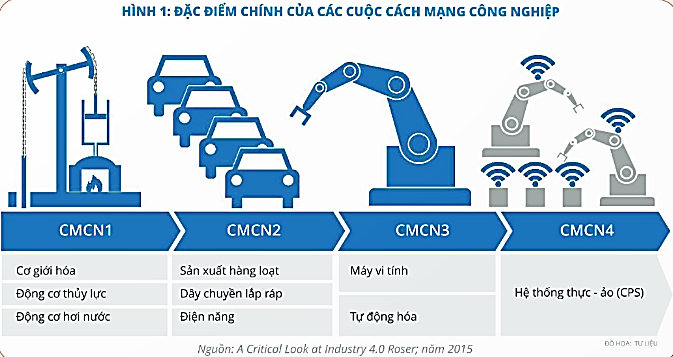 HÌNH 1: ĐẶC ĐIỂM CHÍNH CỦA CÁC CUỘC CÁCH MẠNG CÔNG NGHIỆP
CMCN1
CMCN2
CMCN3
CMCN4
Cơ giới hóa
Động cơ thủy lực
Động cơ hơi nước
Sản xuất hàng loạt
Dây chuyền lắp ráp
Điện năng
Máy vi tính
Tự động hóa
Hệ thống thực - ảo (CPS)
ĐỒ HỌA: TƯ LIỆU
Nguồn: A Critical Look at Industry 4.0 Roser; năm 2015